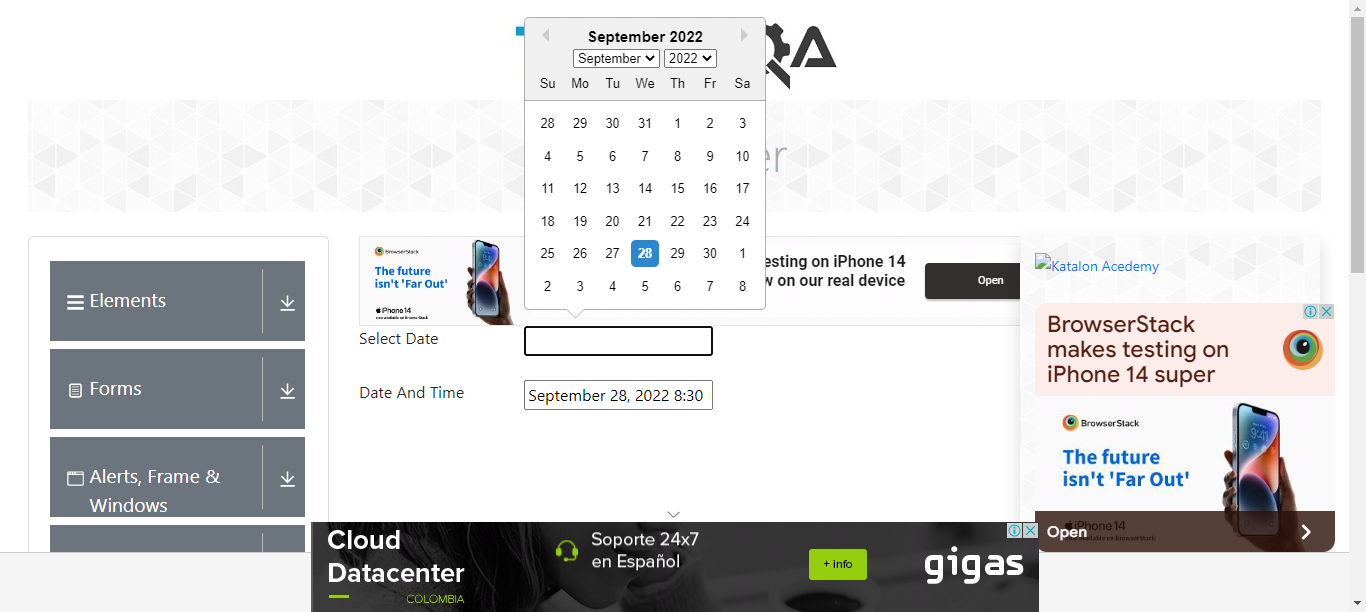 QA
September 2022
September 2022
Su Mo Tu We Th Fr Sa
28 29 30 31 1 2 3
4 5 6 7 8 9 10
11 12 13 14 15 16 17
18 19 20 21 22 23 24
25 26 27 28 29 30 1
2 3 4 5 6 7 8
er
Elements
Forms
Alerts, Frame &
Windows
BrowserStack
The future
isn't 'Far Out'
iPhone 14
now available on BrowserStack
esting on iPhone 14
w on our real device
Open
Select Date
Date And Time
September 28, 2022 8:30
Katalon Acedemy
BrowserStack
makes testing on
iPhone 14 super
BrowserStack
The future
isn't 'Far Out'
9:41
iPhone 14
Open
Cloud
Datacenter
COLOMBIA
Soporte 24x7
en Español
+ info
gigas